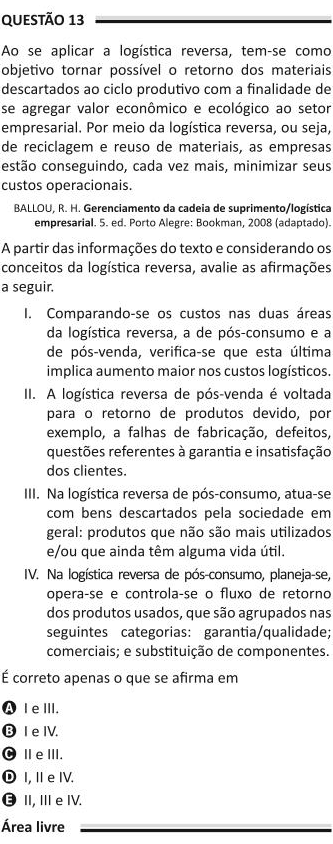 QUESTÃO 13
Ao se aplicar a logística reversa, tem-se como
objetivo tornar possível o retorno dos materiais
descartados ao ciclo produtivo com a finalidade de
se agregar valor econômico e ecológico ao setor
empresarial. Por meio da logística reversa, ou seja,
de reciclagem e reuso de materiais, as empresas
estão conseguindo, cada vez mais, minimizar seus
custos operacionais.
BALLOU, R. H. Gerenciamento da cadeia de suprimento/logística
empresarial. 5. ed. Porto Alegre: Bookman, 2008 (adaptado).
A partir das informações do texto e considerando os
conceitos da logística reversa, avalie as afirmações
a seguir.
I. Comparando-se os custos nas duas áreas
da logística reversa, a de pós-consumo e a
de pós-venda, verifica-se que esta última
implica aumento maior nos custos logísticos.
II. A logística reversa de pós-venda é voltada
para o retorno de produtos devido, por
exemplo, a falhas de fabricação, defeitos,
questões referentes à garantia e insatisfação
dos clientes.
III. Na logística reversa de pós-consumo, atua-se
com bens descartados pela sociedade em
geral: produtos que não são mais utilizados
e/ou que ainda têm alguma vida útil.
IV. Na logística reversa de pós-consumo, planeja-se,
opera-se e controla-se o fluxo de retorno
dos produtos usados, que são agrupados nas
seguintes categorias: garantia/qualidade;
comerciais; e substituição de componentes.
É correto apenas o que se afirma em
A I e III.
B I e IV.
C II e III.
D I, II e IV.
E II, III e IV.
Área livre